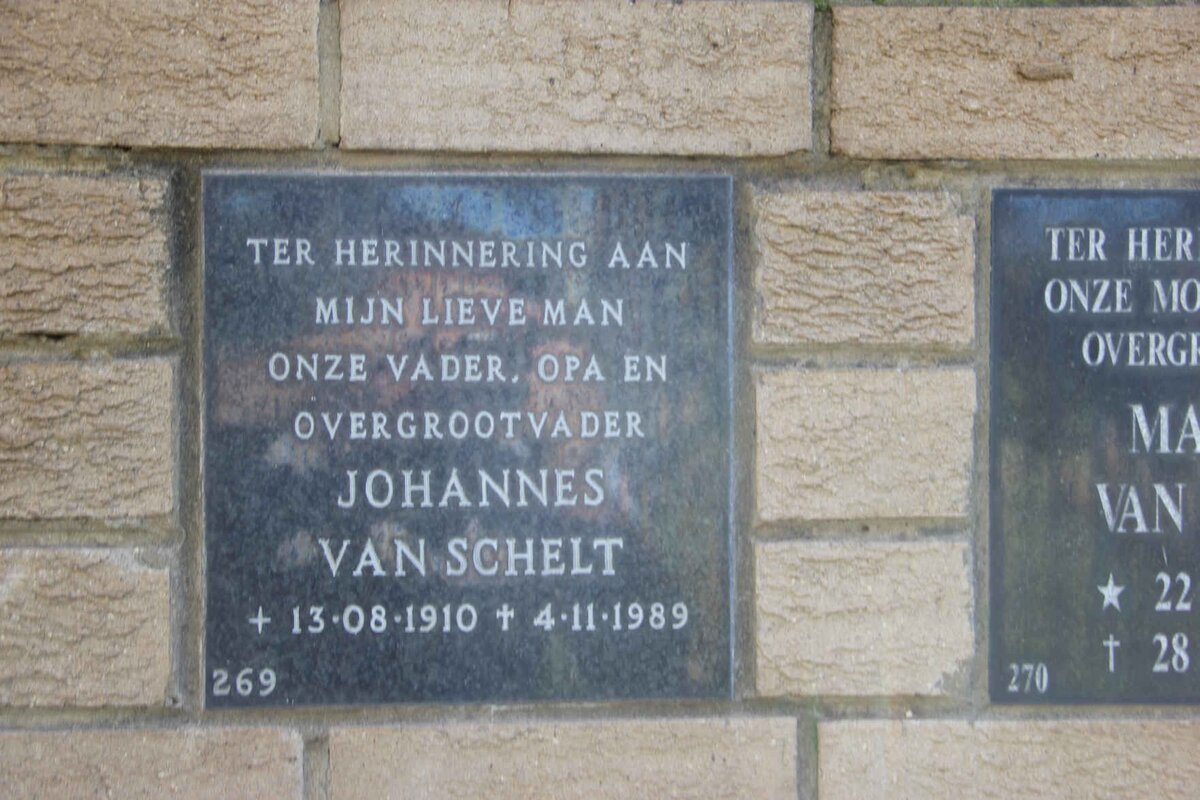 TER HERINNERING AAN
MIJN LIEVE MAN
ONZE VADER, OPA EN
OVERGROOTVADER
JOHANNES
VAN SCHELT
+ 13·08·1910 ✝ 4·11·1989
269
TER HER
ONZE MO
OVERGR
MA
VAN
★ 22
† 28
270